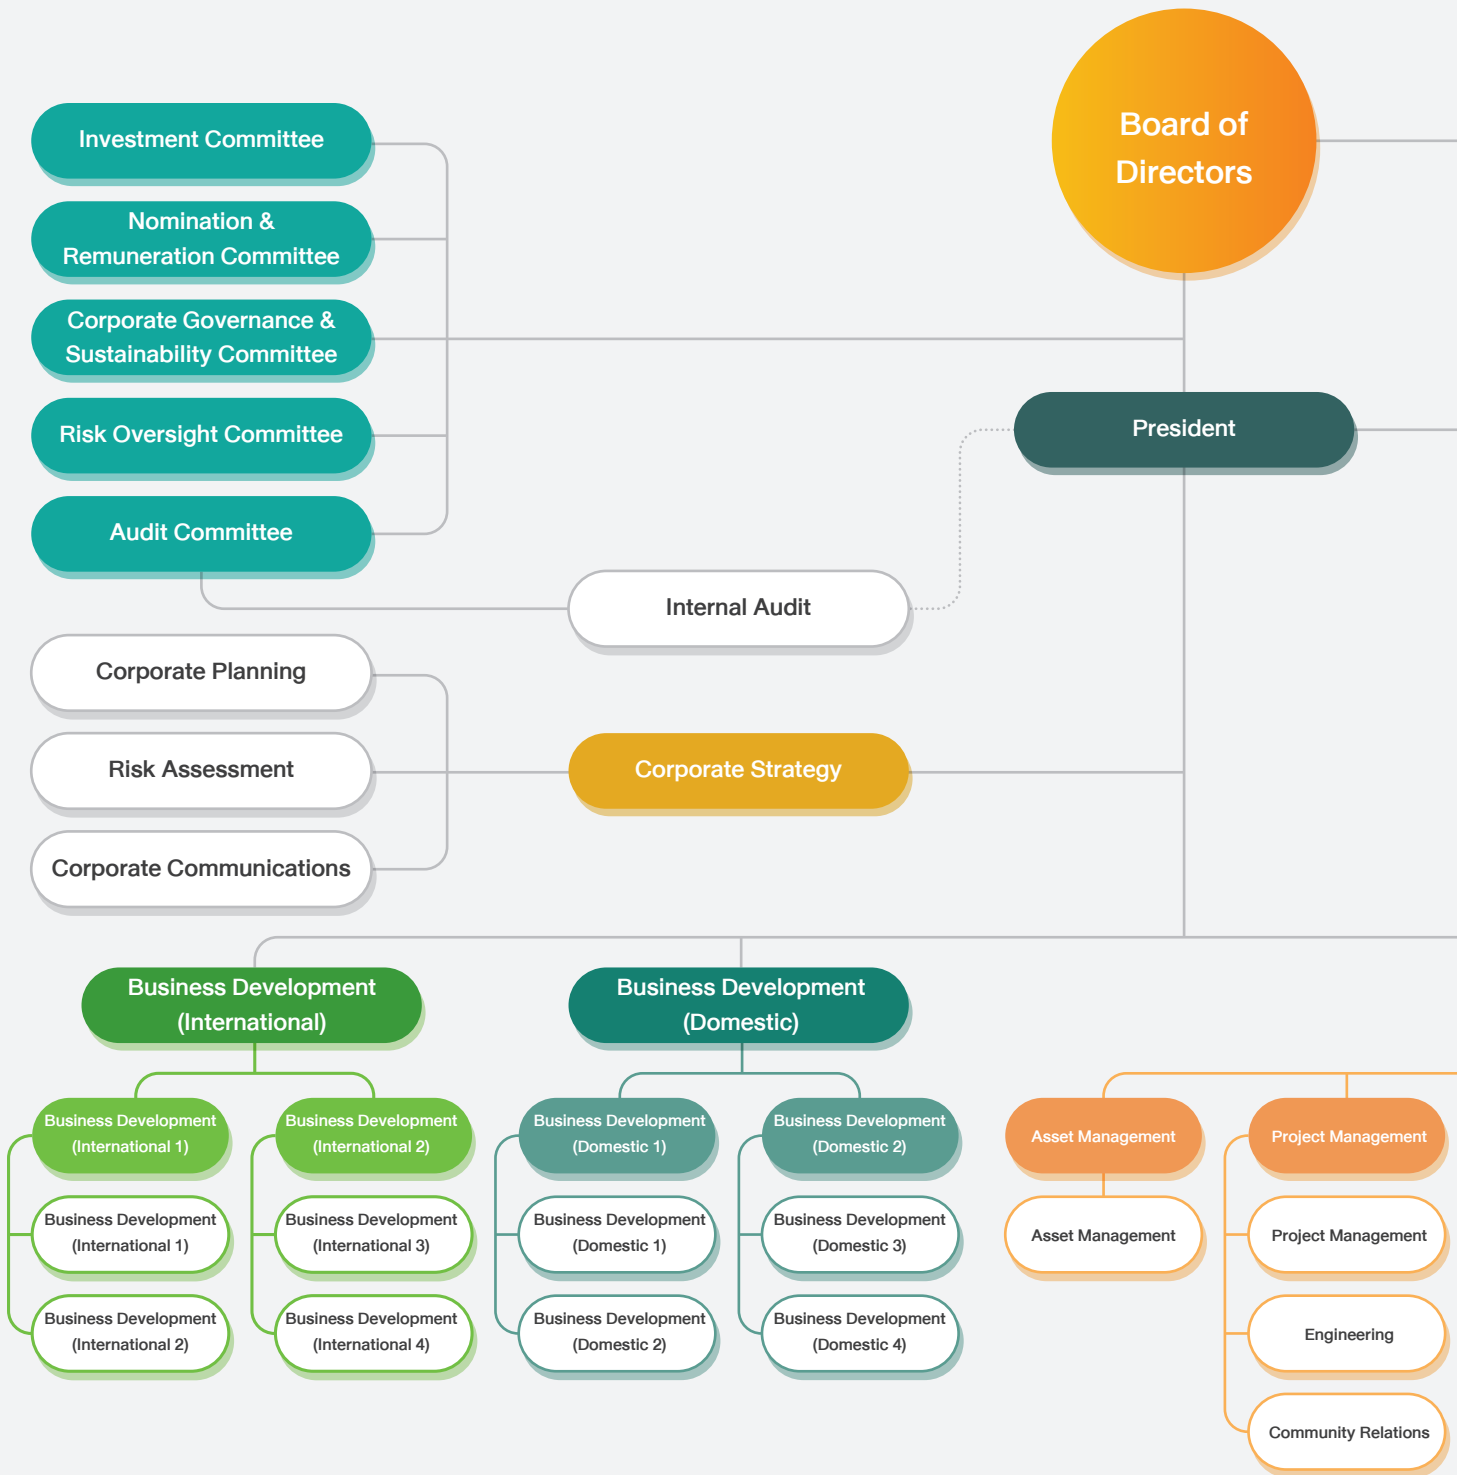 Board of
Directors
Investment Committee
Nomination &
Remuneration Committee
Corporate Governance &
Sustainability Committee
Risk Oversight Committee
Audit Committee
President
Internal Audit
Corporate Planning
Risk Assessment
Corporate Communications
Corporate Strategy
Business Development
(International)
Business Development
(Domestic)
Business Development
(International 1)
Business Development
(International 1)
Business Development
(International 2)
Business Development
(International 2)
Business Development
(International 3)
Business Development
(International 4)
Business Development
(Domestic 1)
Business Development
(Domestic 1)
Business Development
(Domestic 2)
Business Development
(Domestic 2)
Business Development
(Domestic 3)
Business Development
(Domestic 4)
Asset Management
Asset Management
Project Management
Project Management
Engineering
Community Relations